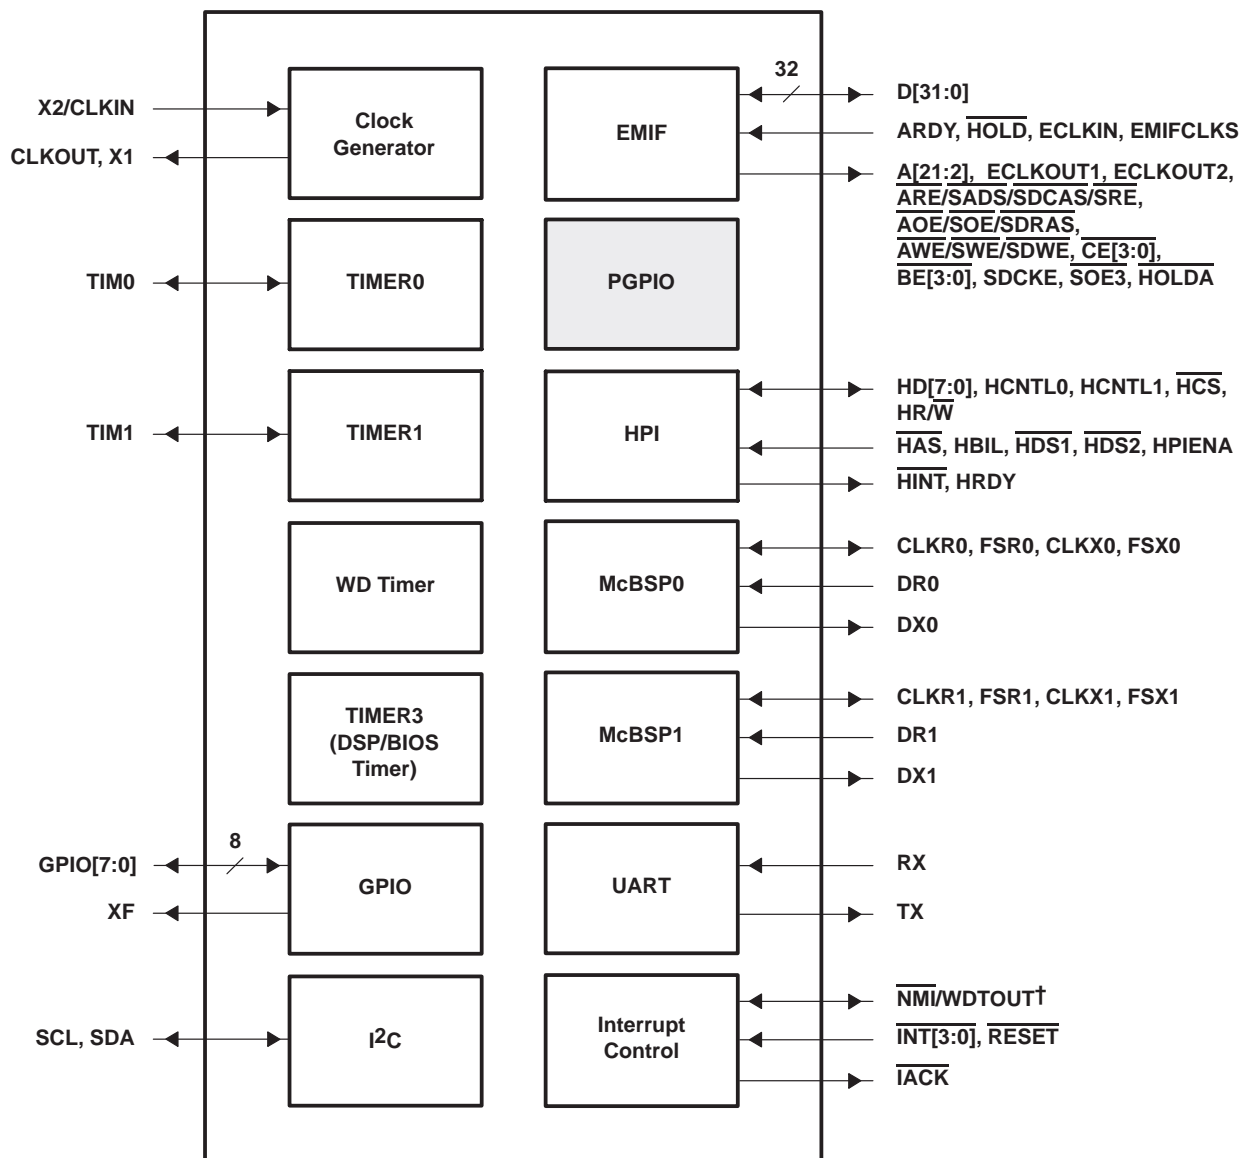 X2/CLKIN
CLKOUT, X1
Clock
Generator
TIM0
TIMER0
TIM1
TIMER1
WD Timer
TIMER3
(DSP/BIOS
Timer)
GPIO[7:0]
8
XF
GPIO
SCL, SDA
I2C
EMIF
32
D[31:0]
ARDY, HOLD, ECLKIN, EMIFCLKS
A[21:2], ECLKOUT1, ECLKOUT2,
ARE/SADS/SDCAS/SRE,
AOE/SOE/SDRAS,
AWE/SWE/SDWE, CE[3:0],
BE[3:0], SDCKE, SOE3, HOLDA
PGPIO
HPI
HD[7:0], HCNTL0, HCNTL1, HCS,
HR/W
HAS, HBIL, HDS1, HDS2, HPIENA
HINT, HRDY
McBSP0
CLKR0, FSR0, CLKX0, FSX0
DR0
DX0
McBSP1
CLKR1, FSR1, CLKX1, FSX1
DR1
DX1
UART
RX
TX
Interrupt
Control
NMI/WDTOUT†
INT[3:0], RESET
IACK